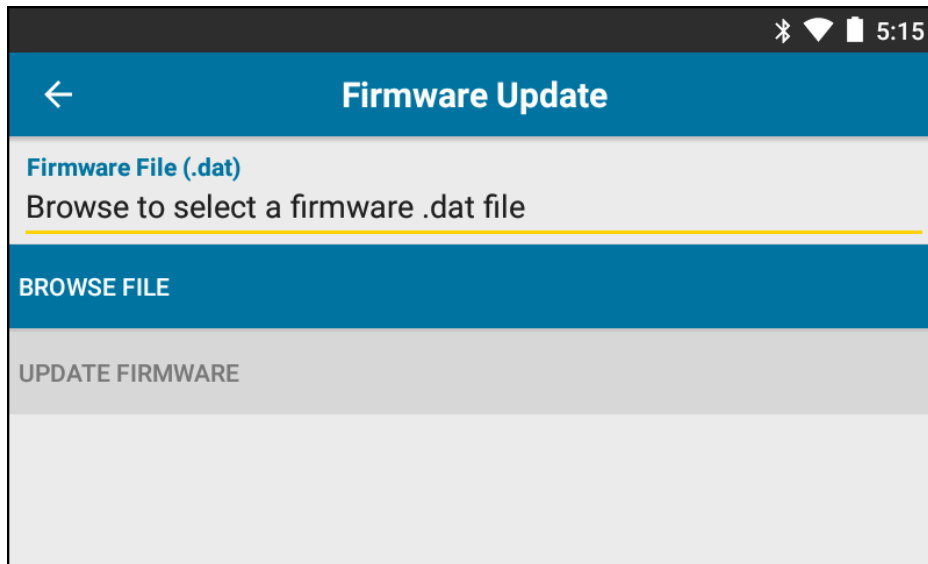 5:15
Firmware Update
Firmware File (.dat)
Browse to select a firmware .dat file
BROWSE FILE
UPDATE FIRMWARE